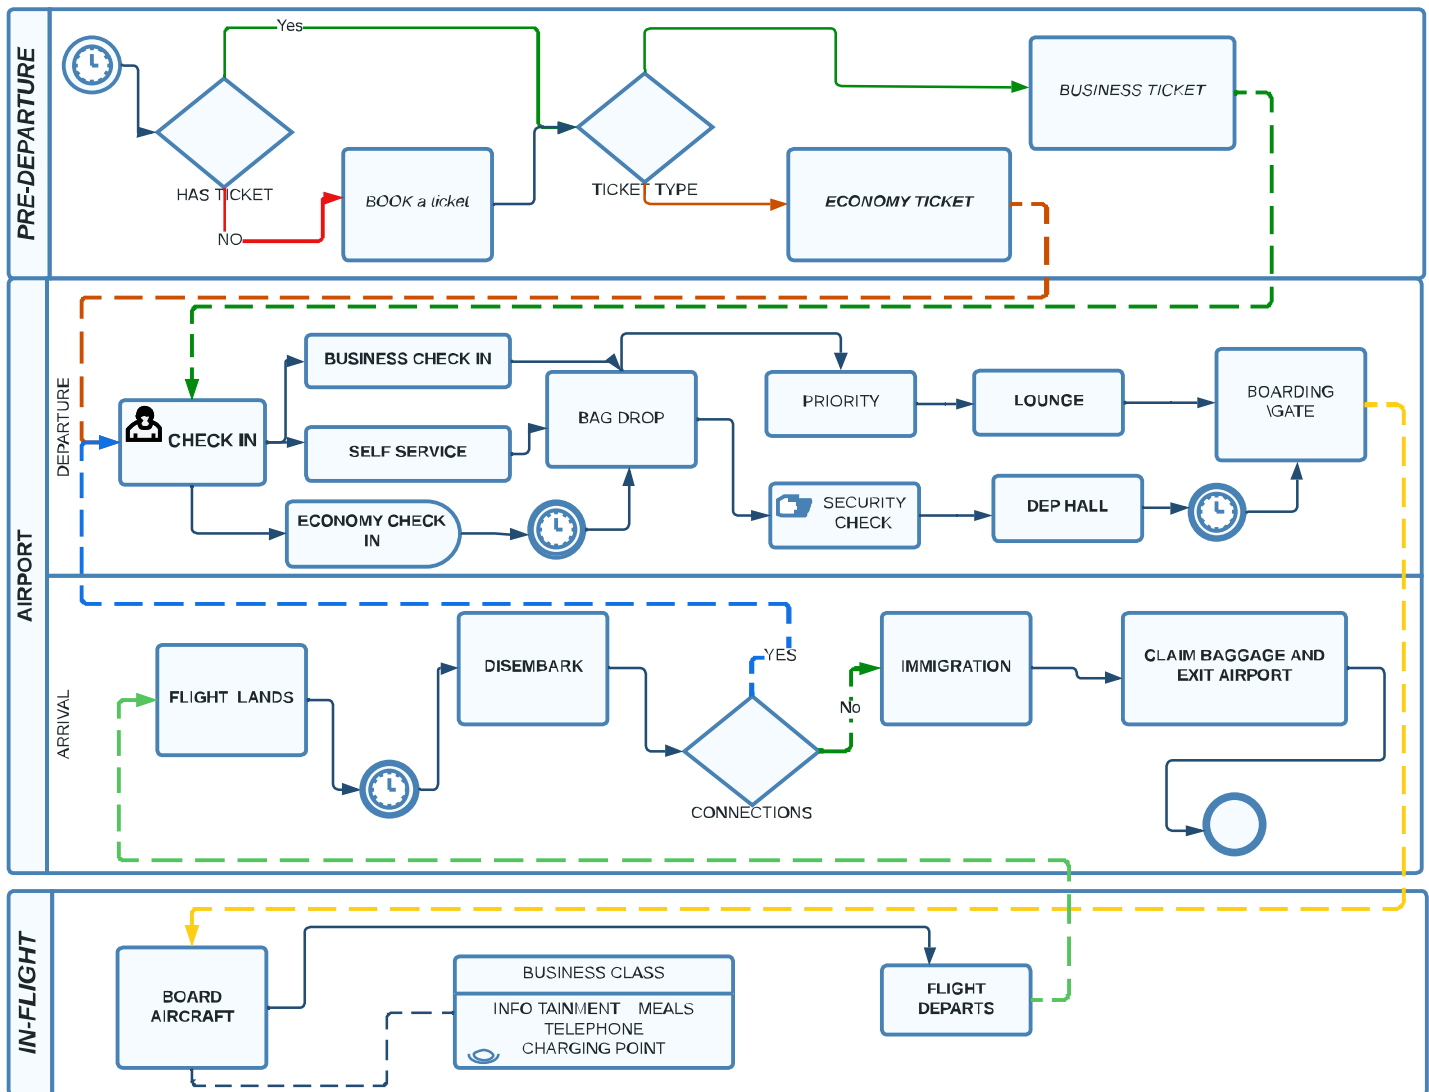 PRE-DEPARTURE
Yes
HAS TICKET
NO
BOOK a ticket
TICKET TYPE
BUSINESS TICKET
ECONOMY TICKET
AIRPORT
DEPARTURE
CHECK IN
BUSINESS CHECK IN
SELF SERVICE
ECONOMY CHECK
IN
BAG DROP
PRIORITY
LOUNGE
BOARDING
\GATE
SECURITY
CHECK
DEP HALL
ARRIVAL
FLIGHT LANDS
DISEMBARK
YES
CONNECTIONS
No
IMMIGRATION
CLAIM BAGGAGE AND
EXIT AIRPORT
IN-FLIGHT
BOARD
AIRCRAFT
BUSINESS CLASS
INFO TAINMENT MEALS
TELEPHONE
CHARGING POINT
FLIGHT
DEPARTS